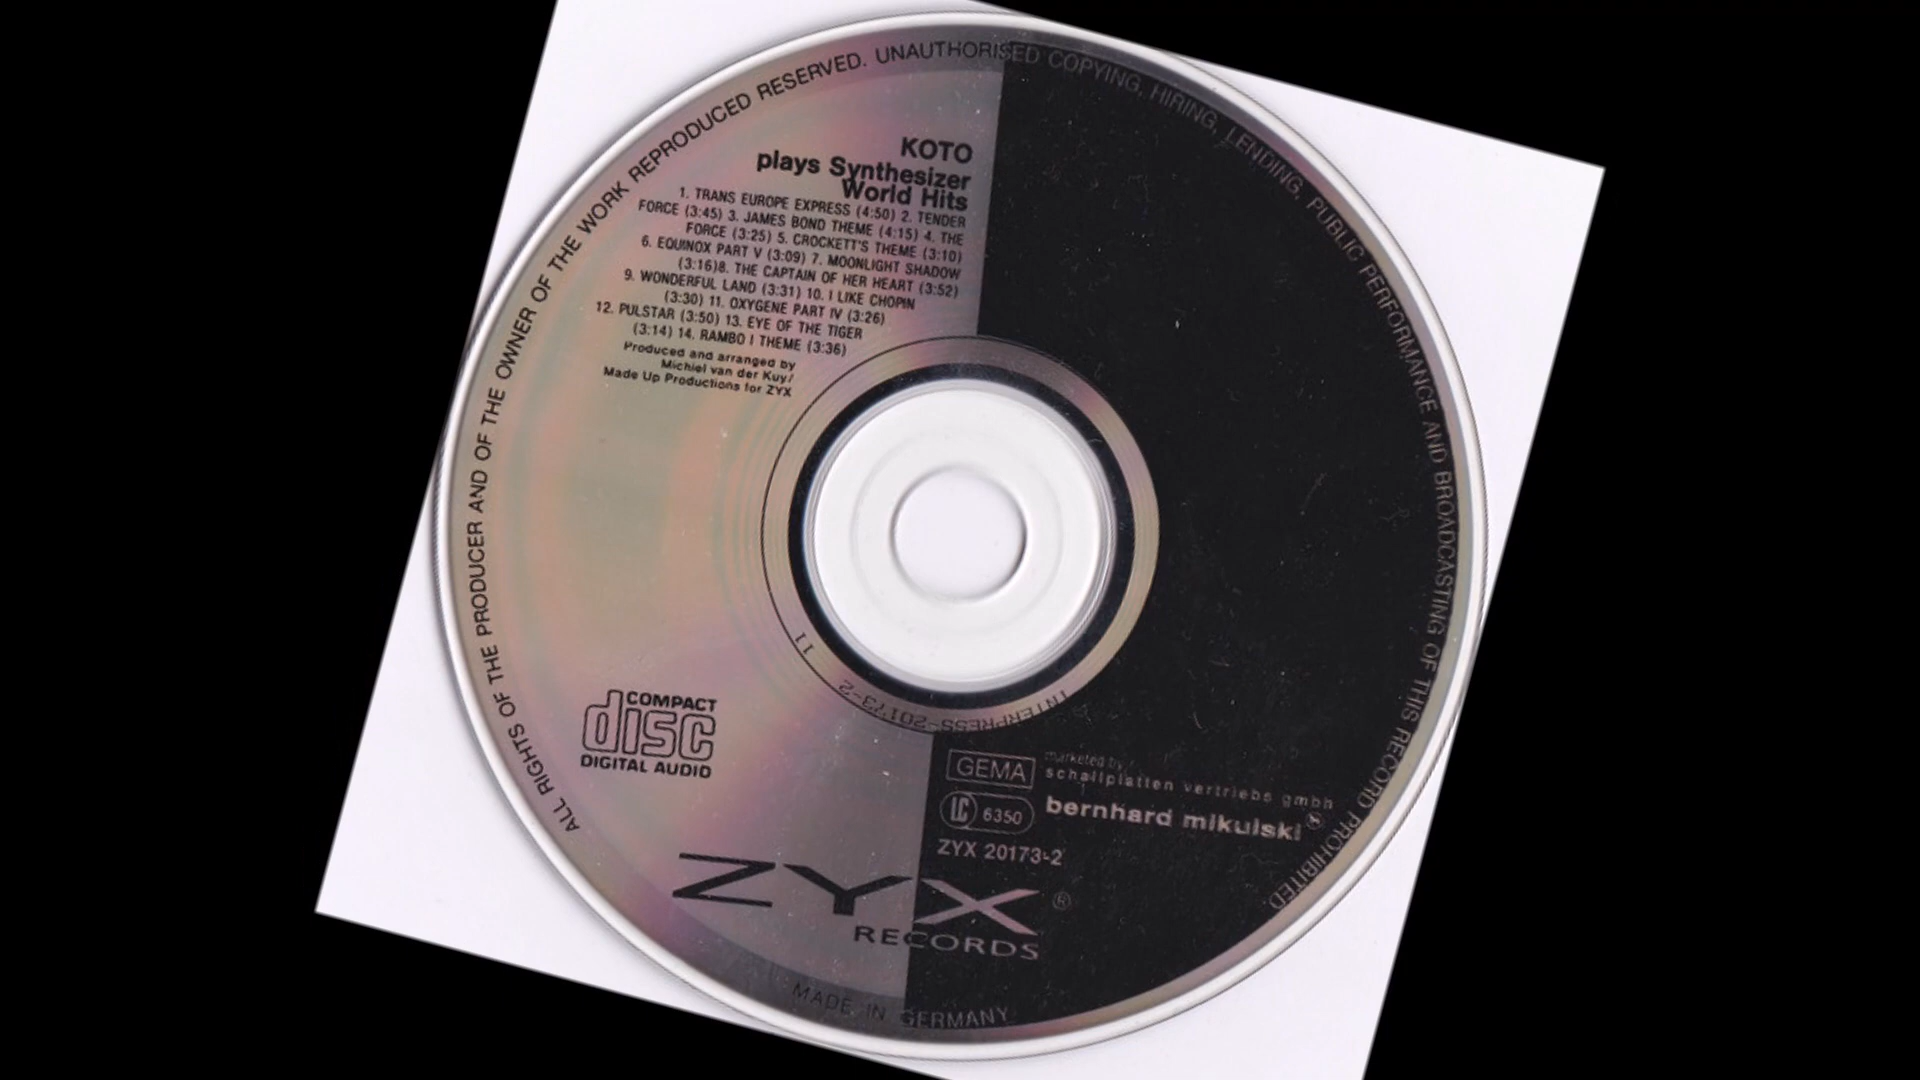 ALL RIGHTS OF THE PRODUCER AND OF THE OWNER OF THE WORK REPRODUCED RESERVED. UNAUTHORISED COPYING, HIRING, LENDING, PUBLIC PERFORMANCE AND BROADCASTING OF THIS RECORD PROHIBITED.
KOTO
plays Synthesizer
World Hits
1. TRANS EUROPE EXPRESS (4:50) 2. TENDER
FORCE (3:45) 3. JAMES BOND THEME (4:15) 4. THE
FORCE (3:25) 5. CROCKETT'S THEME (3:10)
6. EQUINOX PART V (3:09) 7. MOONLIGHT SHADOW
(3:16)8. THE CAPTAIN OF HER HEART (3:52)
9. WONDERFUL LAND (3:31) 10. I LIKE CHOPIN
(3:30) 11. OXYGENE PART IV (3:26)
12. PULSTAR (3:50) 13. EYE OF THE TIGER
(3:14) 14. RAMBO I THEME (3:36)
Produced and arranged by
Michiel van der Kuy/
Made Up Productions for ZYX
11
INTERPRESS-20173-2
COMPACT
disc
DIGITAL AUDIO
GEMA
marketed by
schallplatten vertriebs gmbh
LC 6350
bernhard mikulski
ZYX 20173-2
ZYX ®
RECORDS
MADE IN GERMANY